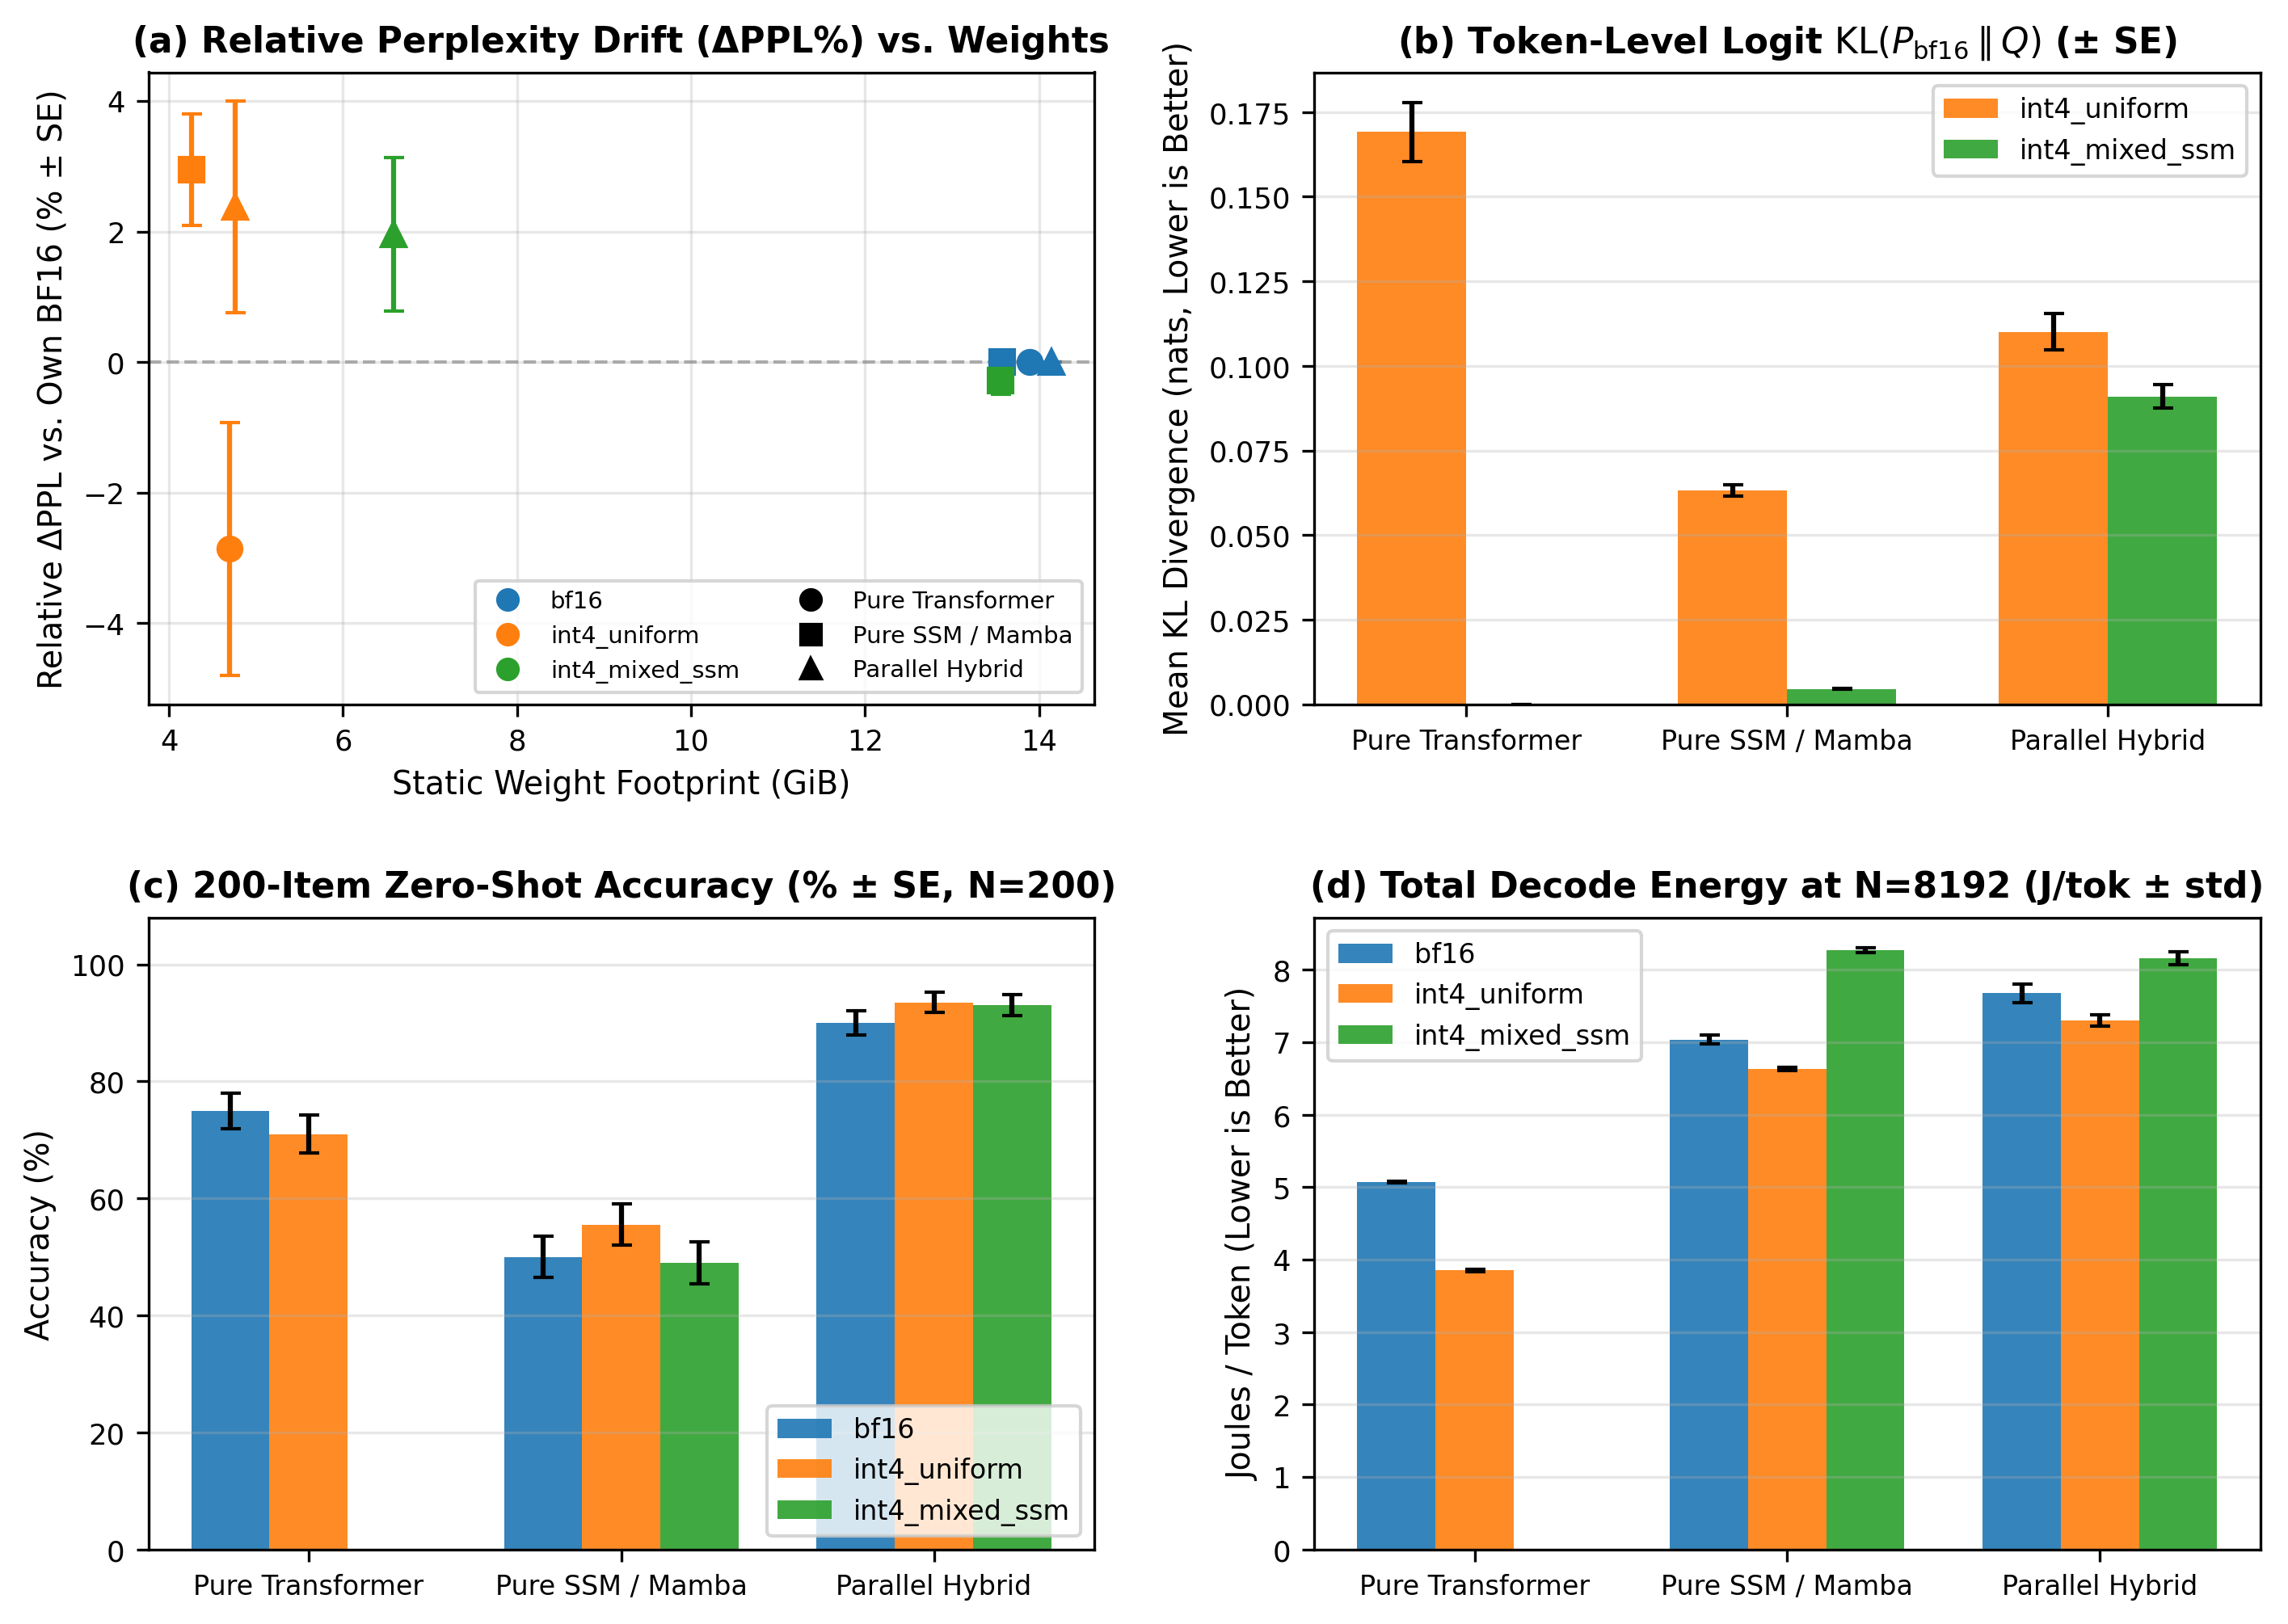 (a) Relative Perplexity Drift (ΔPPL%) vs. Weights
Relative ΔPPL vs. Own BF16 (% ± SE)
4
2
0
−2
−4
bf16
int4_uniform
int4_mixed_ssm
Pure Transformer
Pure SSM / Mamba
Parallel Hybrid
4 6 8 10 12 14
Static Weight Footprint (GiB)
(b) Token-Level Logit KL(P_bf16 ∥ Q) (± SE)
Mean KL Divergence (nats, Lower is Better)
0.175
0.150
0.125
0.100
0.075
0.050
0.025
0.000
int4_uniform
int4_mixed_ssm
Pure Transformer Pure SSM / Mamba Parallel Hybrid
(c) 200-Item Zero-Shot Accuracy (% ± SE, N=200)
Accuracy (%)
100
80
60
40
20
0
bf16
int4_uniform
int4_mixed_ssm
Pure Transformer Pure SSM / Mamba Parallel Hybrid
(d) Total Decode Energy at N=8192 (J/tok ± std)
Joules / Token (Lower is Better)
8
7
6
5
4
3
2
1
0
bf16
int4_uniform
int4_mixed_ssm
Pure Transformer Pure SSM / Mamba Parallel Hybrid